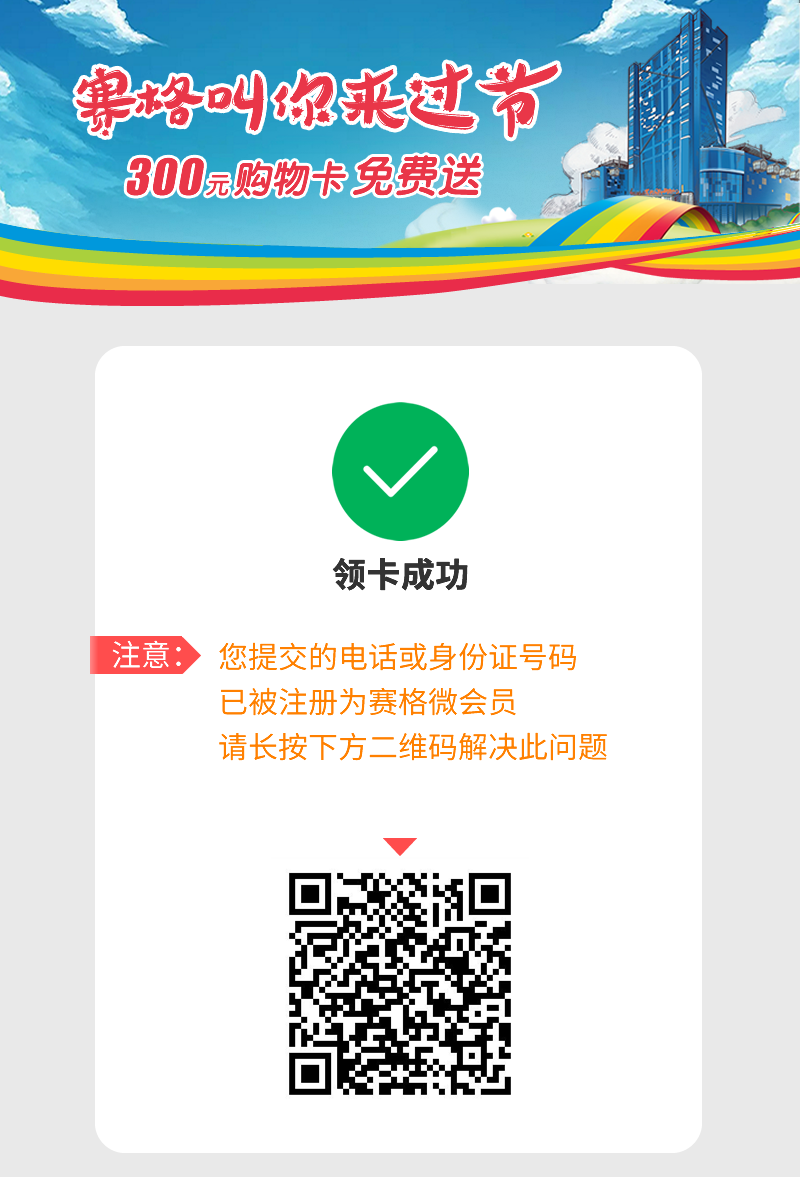 赛格叫你来过节
300元购物卡 免费送
领卡成功
注意：
您提交的电话或身份证号码
已被注册为赛格微会员
请长按下方二维码解决此问题